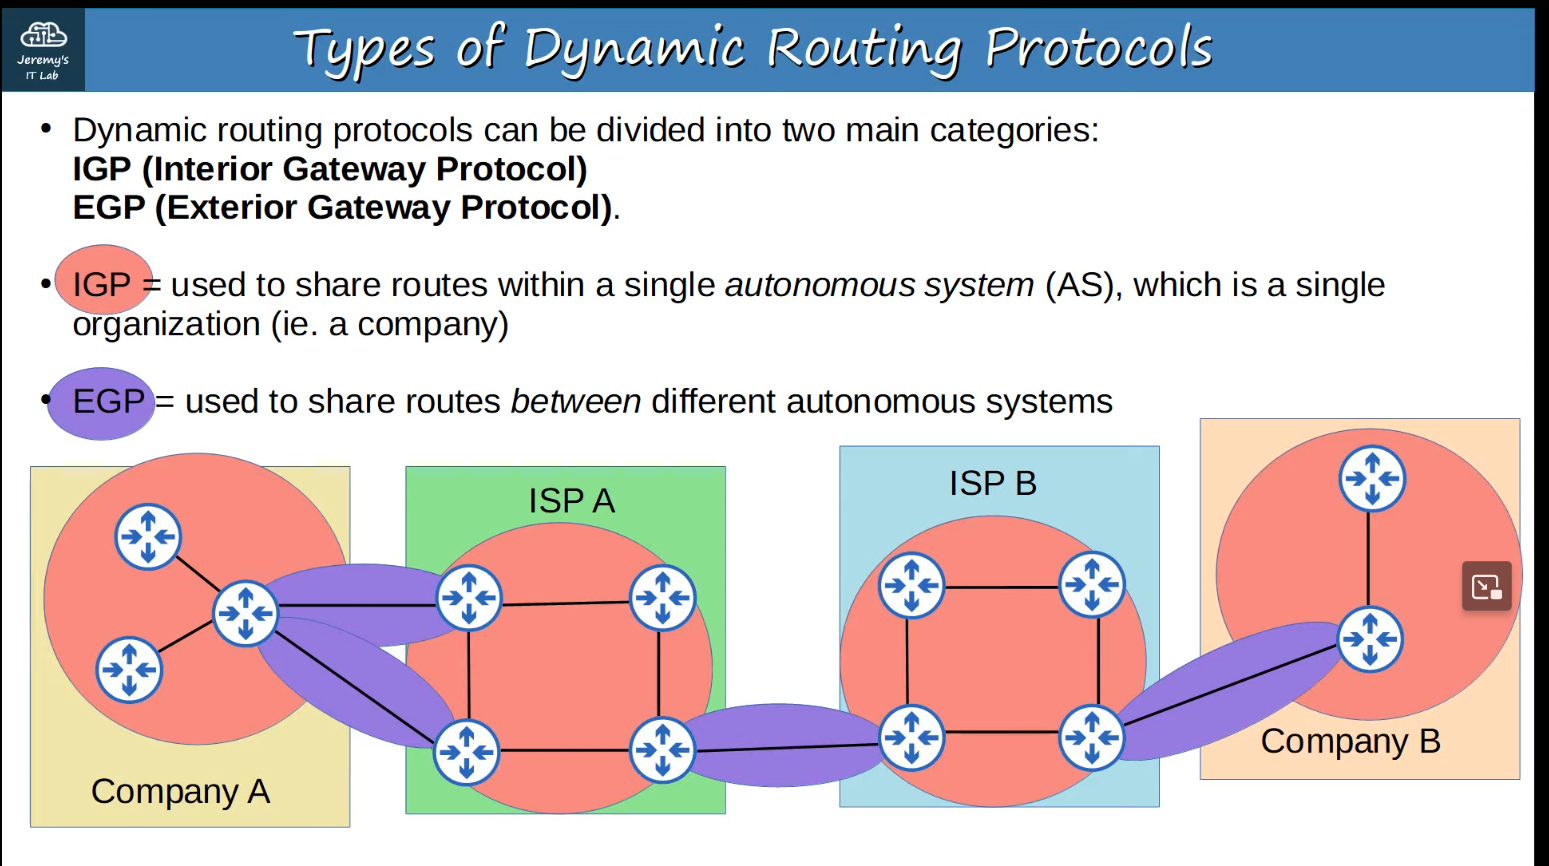 Jeremy's
IT Lab
Types of Dynamic Routing Protocols
• Dynamic routing protocols can be divided into two main categories:
IGP (Interior Gateway Protocol)
EGP (Exterior Gateway Protocol).
• IGP = used to share routes within a single autonomous system (AS), which is a single
organization (ie. a company)
• EGP = used to share routes between different autonomous systems
ISP A
ISP B
Company A
Company B